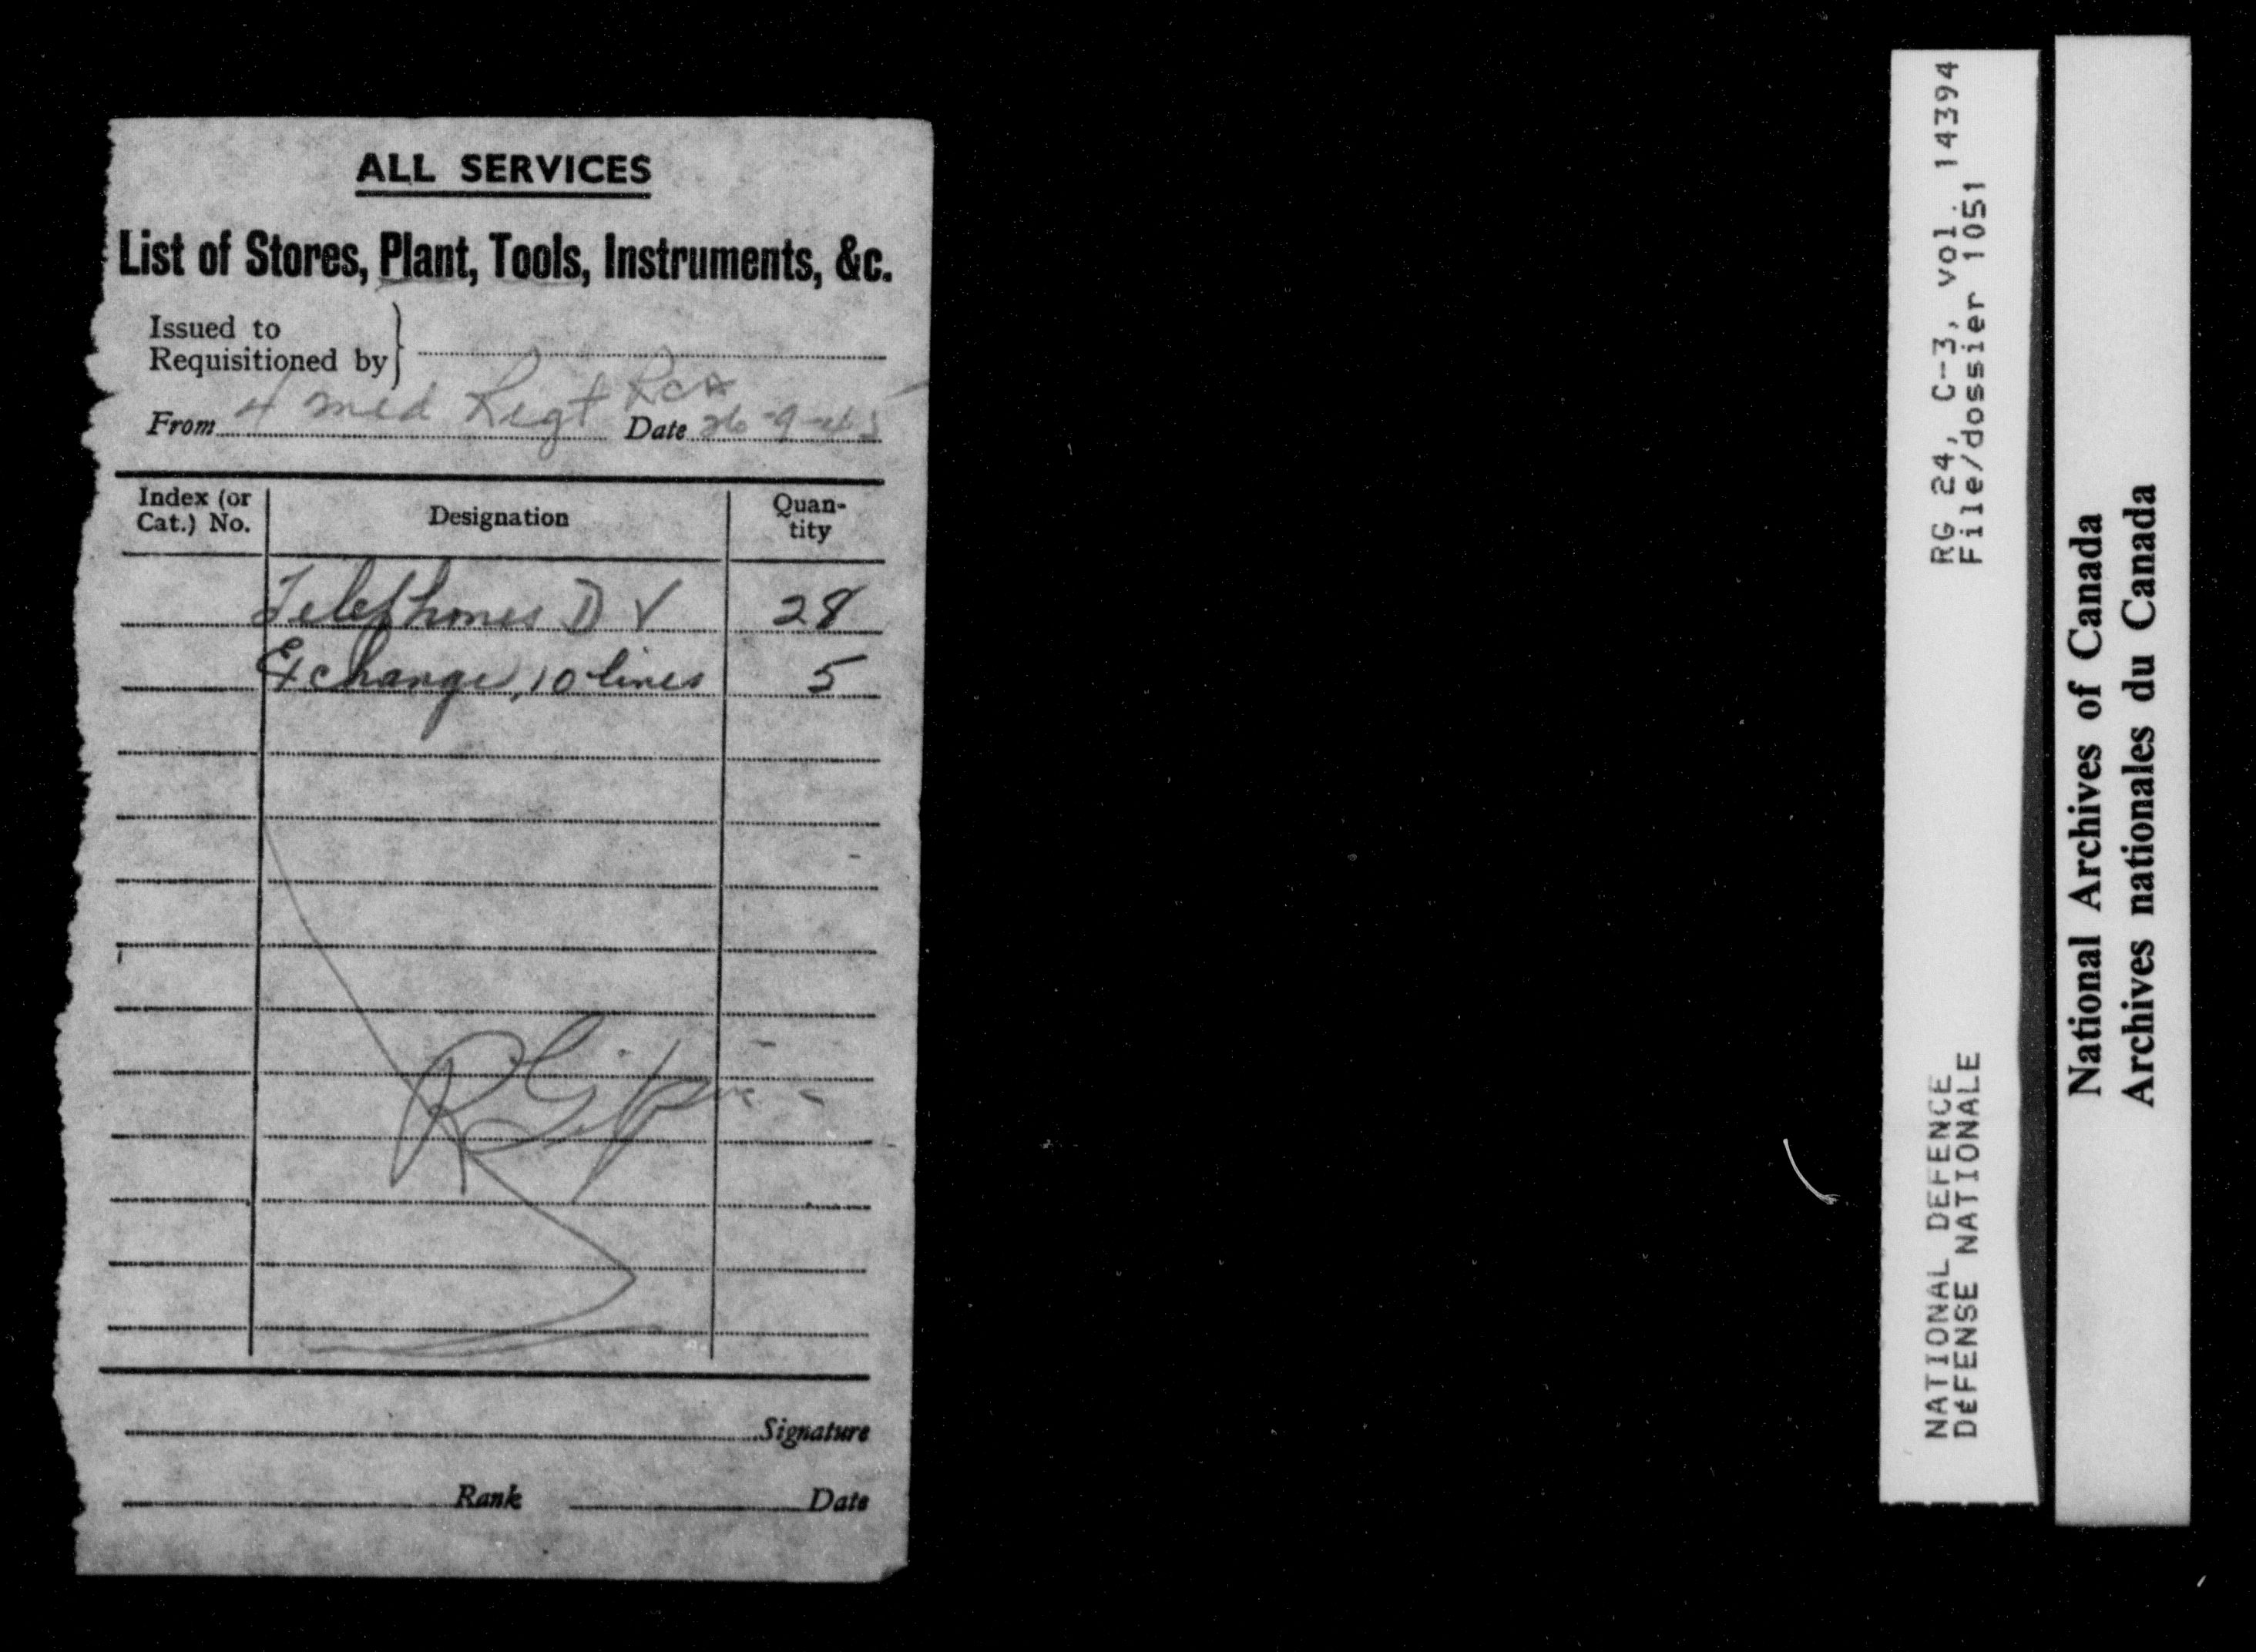 ALL SERVICES
List of Stores, Plant, Tools, Instruments, &c.
Issued to
Requisitioned by
From 4 Med Regt RCA Date 26-9-45
Index (or Cat.) No. Designation Quan-tity
Telephones D V 28
Exchange, 10 lines 5
Signature
Rank Date
RG 24, C-3, vol. 14394
File/dossier 1051
NATIONAL DEFENCE
DÉFENSE NATIONALE
National Archives of Canada
Archives nationales du Canada